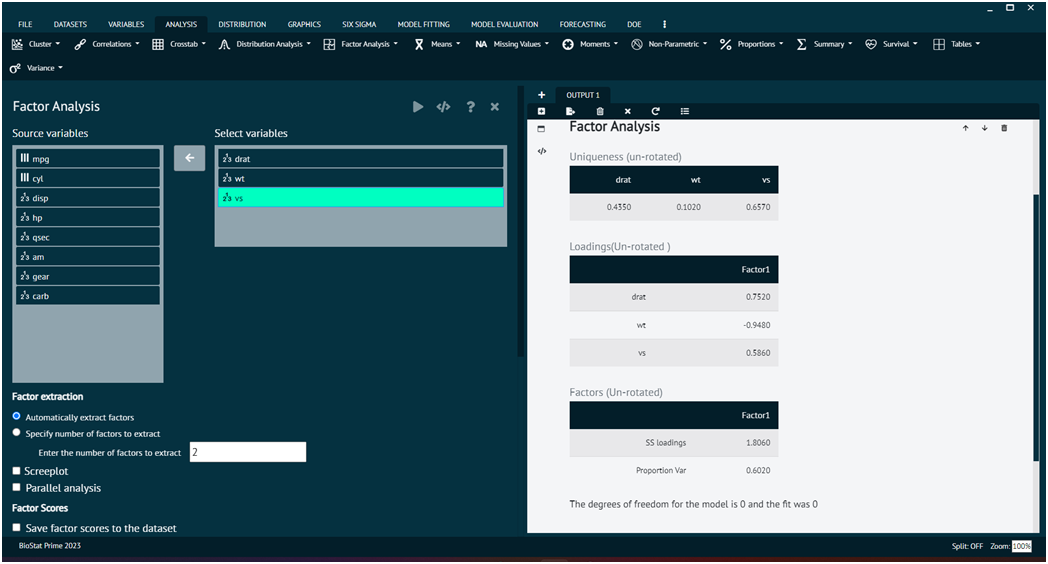 FILE DATASETS VARIABLES ANALYSIS DISTRIBUTION GRAPHICS SIX SIGMA MODEL FITTING MODEL EVALUATION FORECASTING DOE
Cluster Correlations Crosstab Distribution Analysis Factor Analysis Means NA Missing Values Moments Non-Parametric Proportions Summary Survival Tables
σ² Variance
Factor Analysis
Source variables
mpg
cyl
disp
hp
qsec
am
gear
carb
Select variables
drat
wt
vs
Factor extraction
Automatically extract factors
Specify number of factors to extract
Enter the number of factors to extract 2
Screeplot
Parallel analysis
Factor Scores
Save factor scores to the dataset
OUTPUT 1
Factor Analysis
Uniqueness (un-rotated)
drat wt vs
0.4350 0.1020 0.6570
Loadings(Un-rotated )
Factor1
drat 0.7520
wt -0.9480
vs 0.5860
Factors (Un-rotated)
Factor1
SS loadings 1.8060
Proportion Var 0.6020
The degrees of freedom for the model is 0 and the fit was 0
BioStat Prime 2023
Split: OFF Zoom: 100%